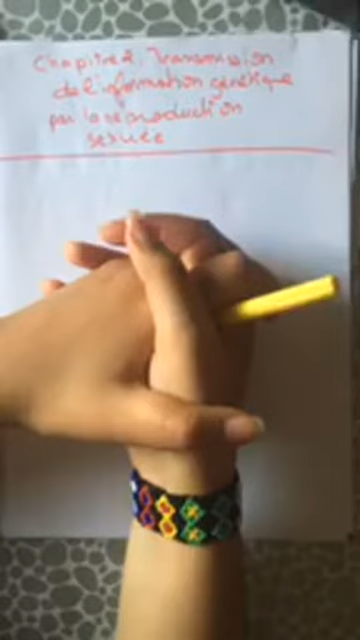 Chapitre 2: Transmission
de l'information génétique
par la reproduction
sexuée